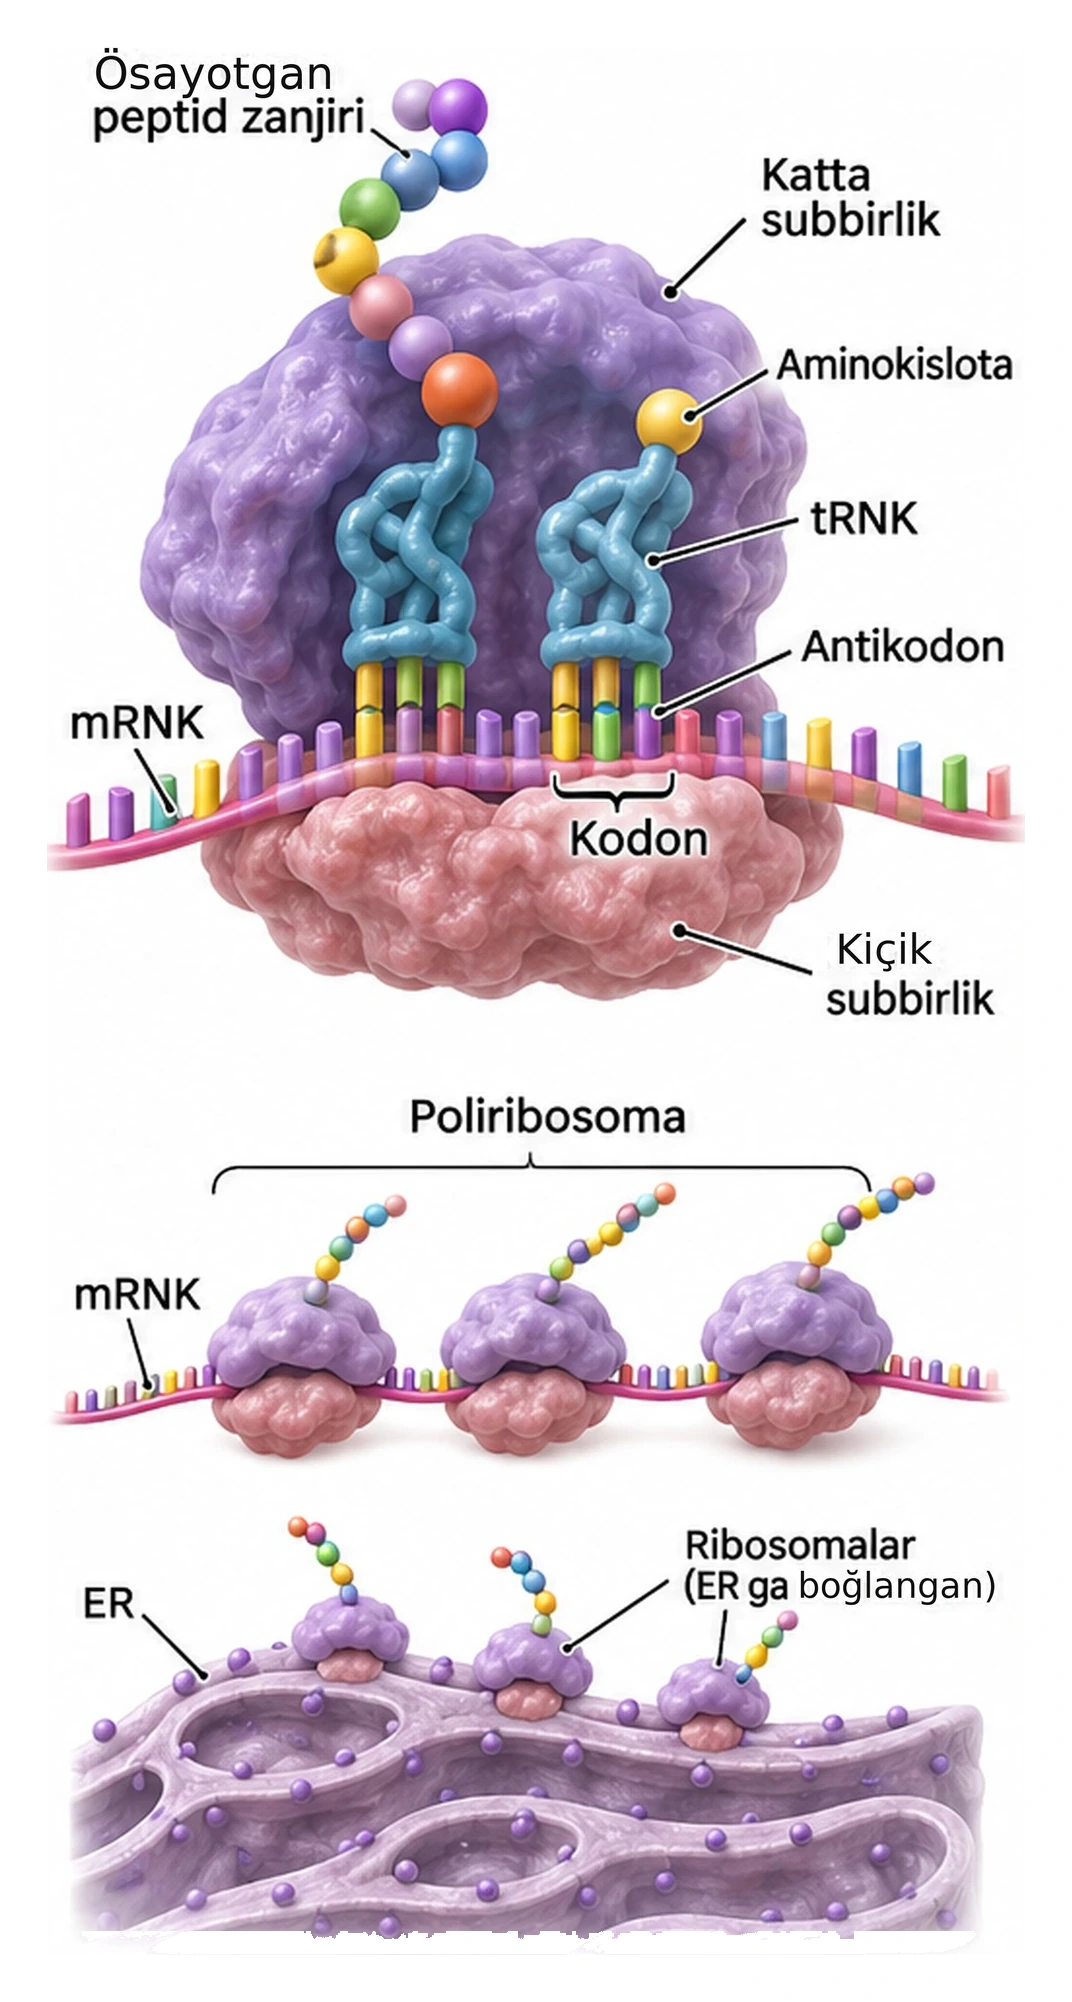 Ösayotgan
peptid zanjiri
Katta
subbirlik
Aminokislota
tRNK
Antikodon
mRNK
Kodon
Kiçik
subbirlik
Poliribosoma
mRNK
Ribosomalar
(ER ga boğlangan)
ER